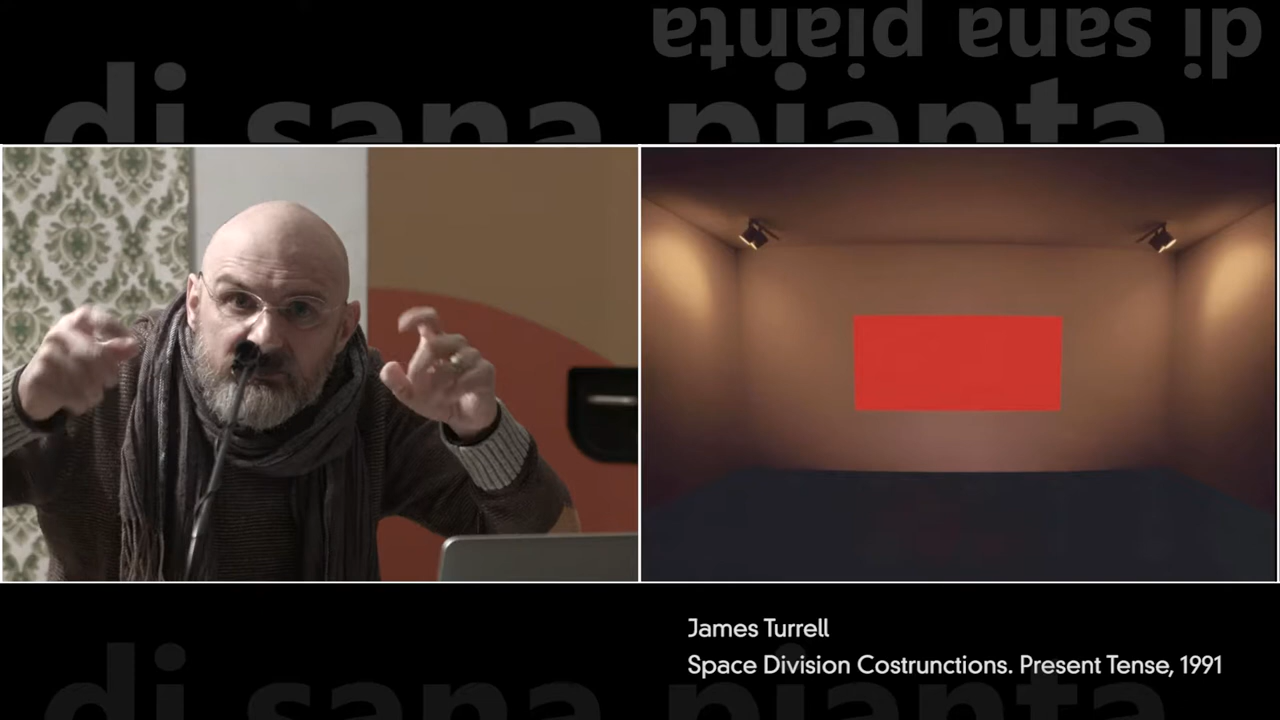 di sana pianta
di sana pianta
James Turrell
Space Division Costrunctions. Present Tense, 1991
di sana pianta